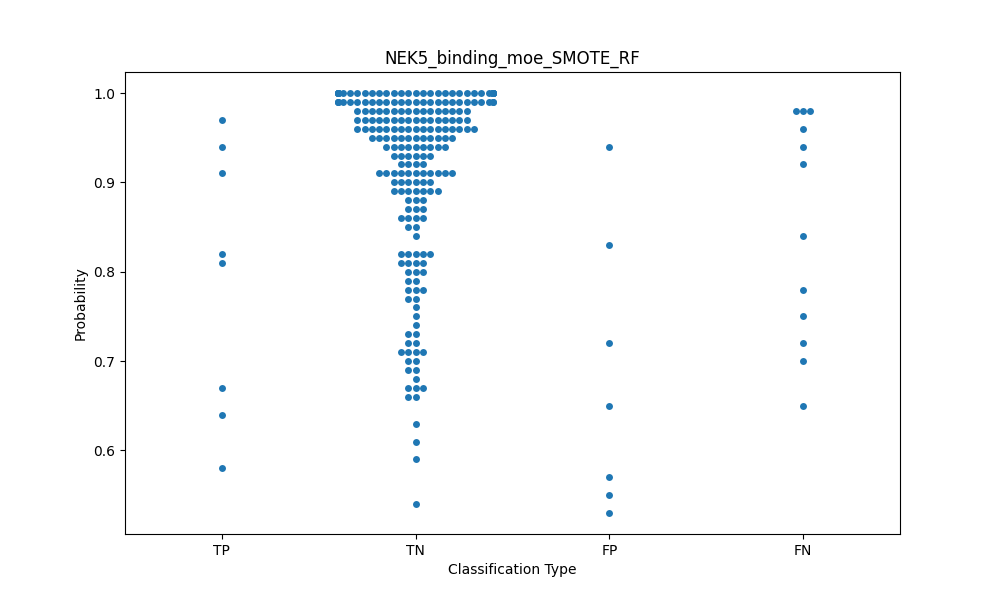 NEK5_binding_moe_SMOTE_RF
1.0
0.9
0.8
0.7
0.6
Probability
TP TN FP FN
Classification Type